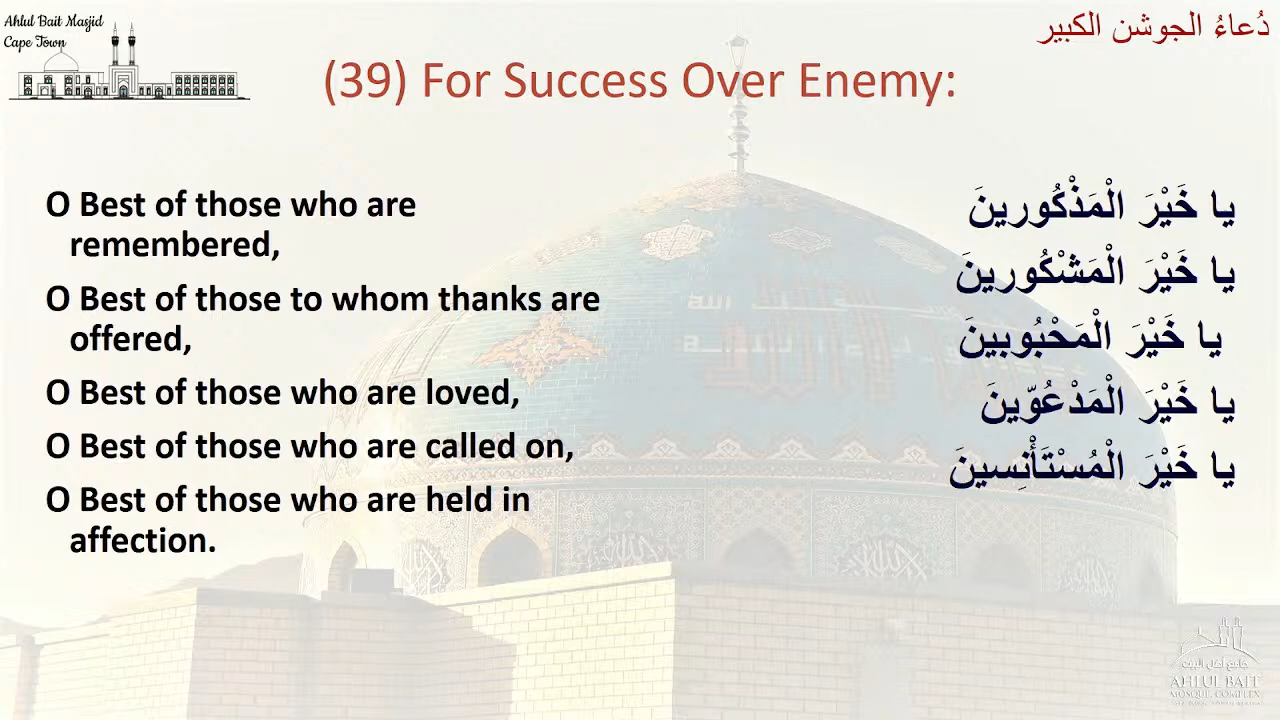 Ahlul Bait Masjid
Cape Town
دُعاءُ الجوشن الكبير
(39) For Success Over Enemy:
O Best of those who are
remembered,
O Best of those to whom thanks are
offered,
O Best of those who are loved,
O Best of those who are called on,
O Best of those who are held in
affection.
يا خَيْرَ الْمَذْكُورينَ
يا خَيْرَ الْمَشْكُورينَ
يا خَيْرَ الْمَحْبُوبينَ
يا خَيْرَ الْمَدْعُوّينَ
يا خَيْرَ الْمُسْتَأْنِسينَ
جامع أهل البيت
AHLUL BAIT
MOSQUE COMPLEX